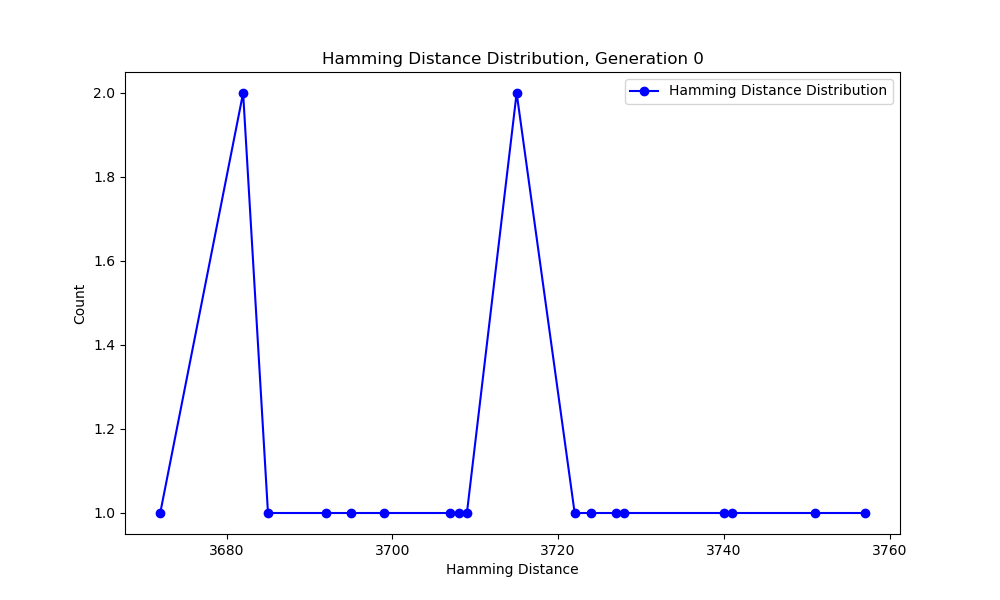 Hamming Distance Distribution, Generation 0
Hamming Distance Distribution
2.0
1.8
1.6
1.4
1.2
1.0
Count
3680 3700 3720 3740 3760
Hamming Distance